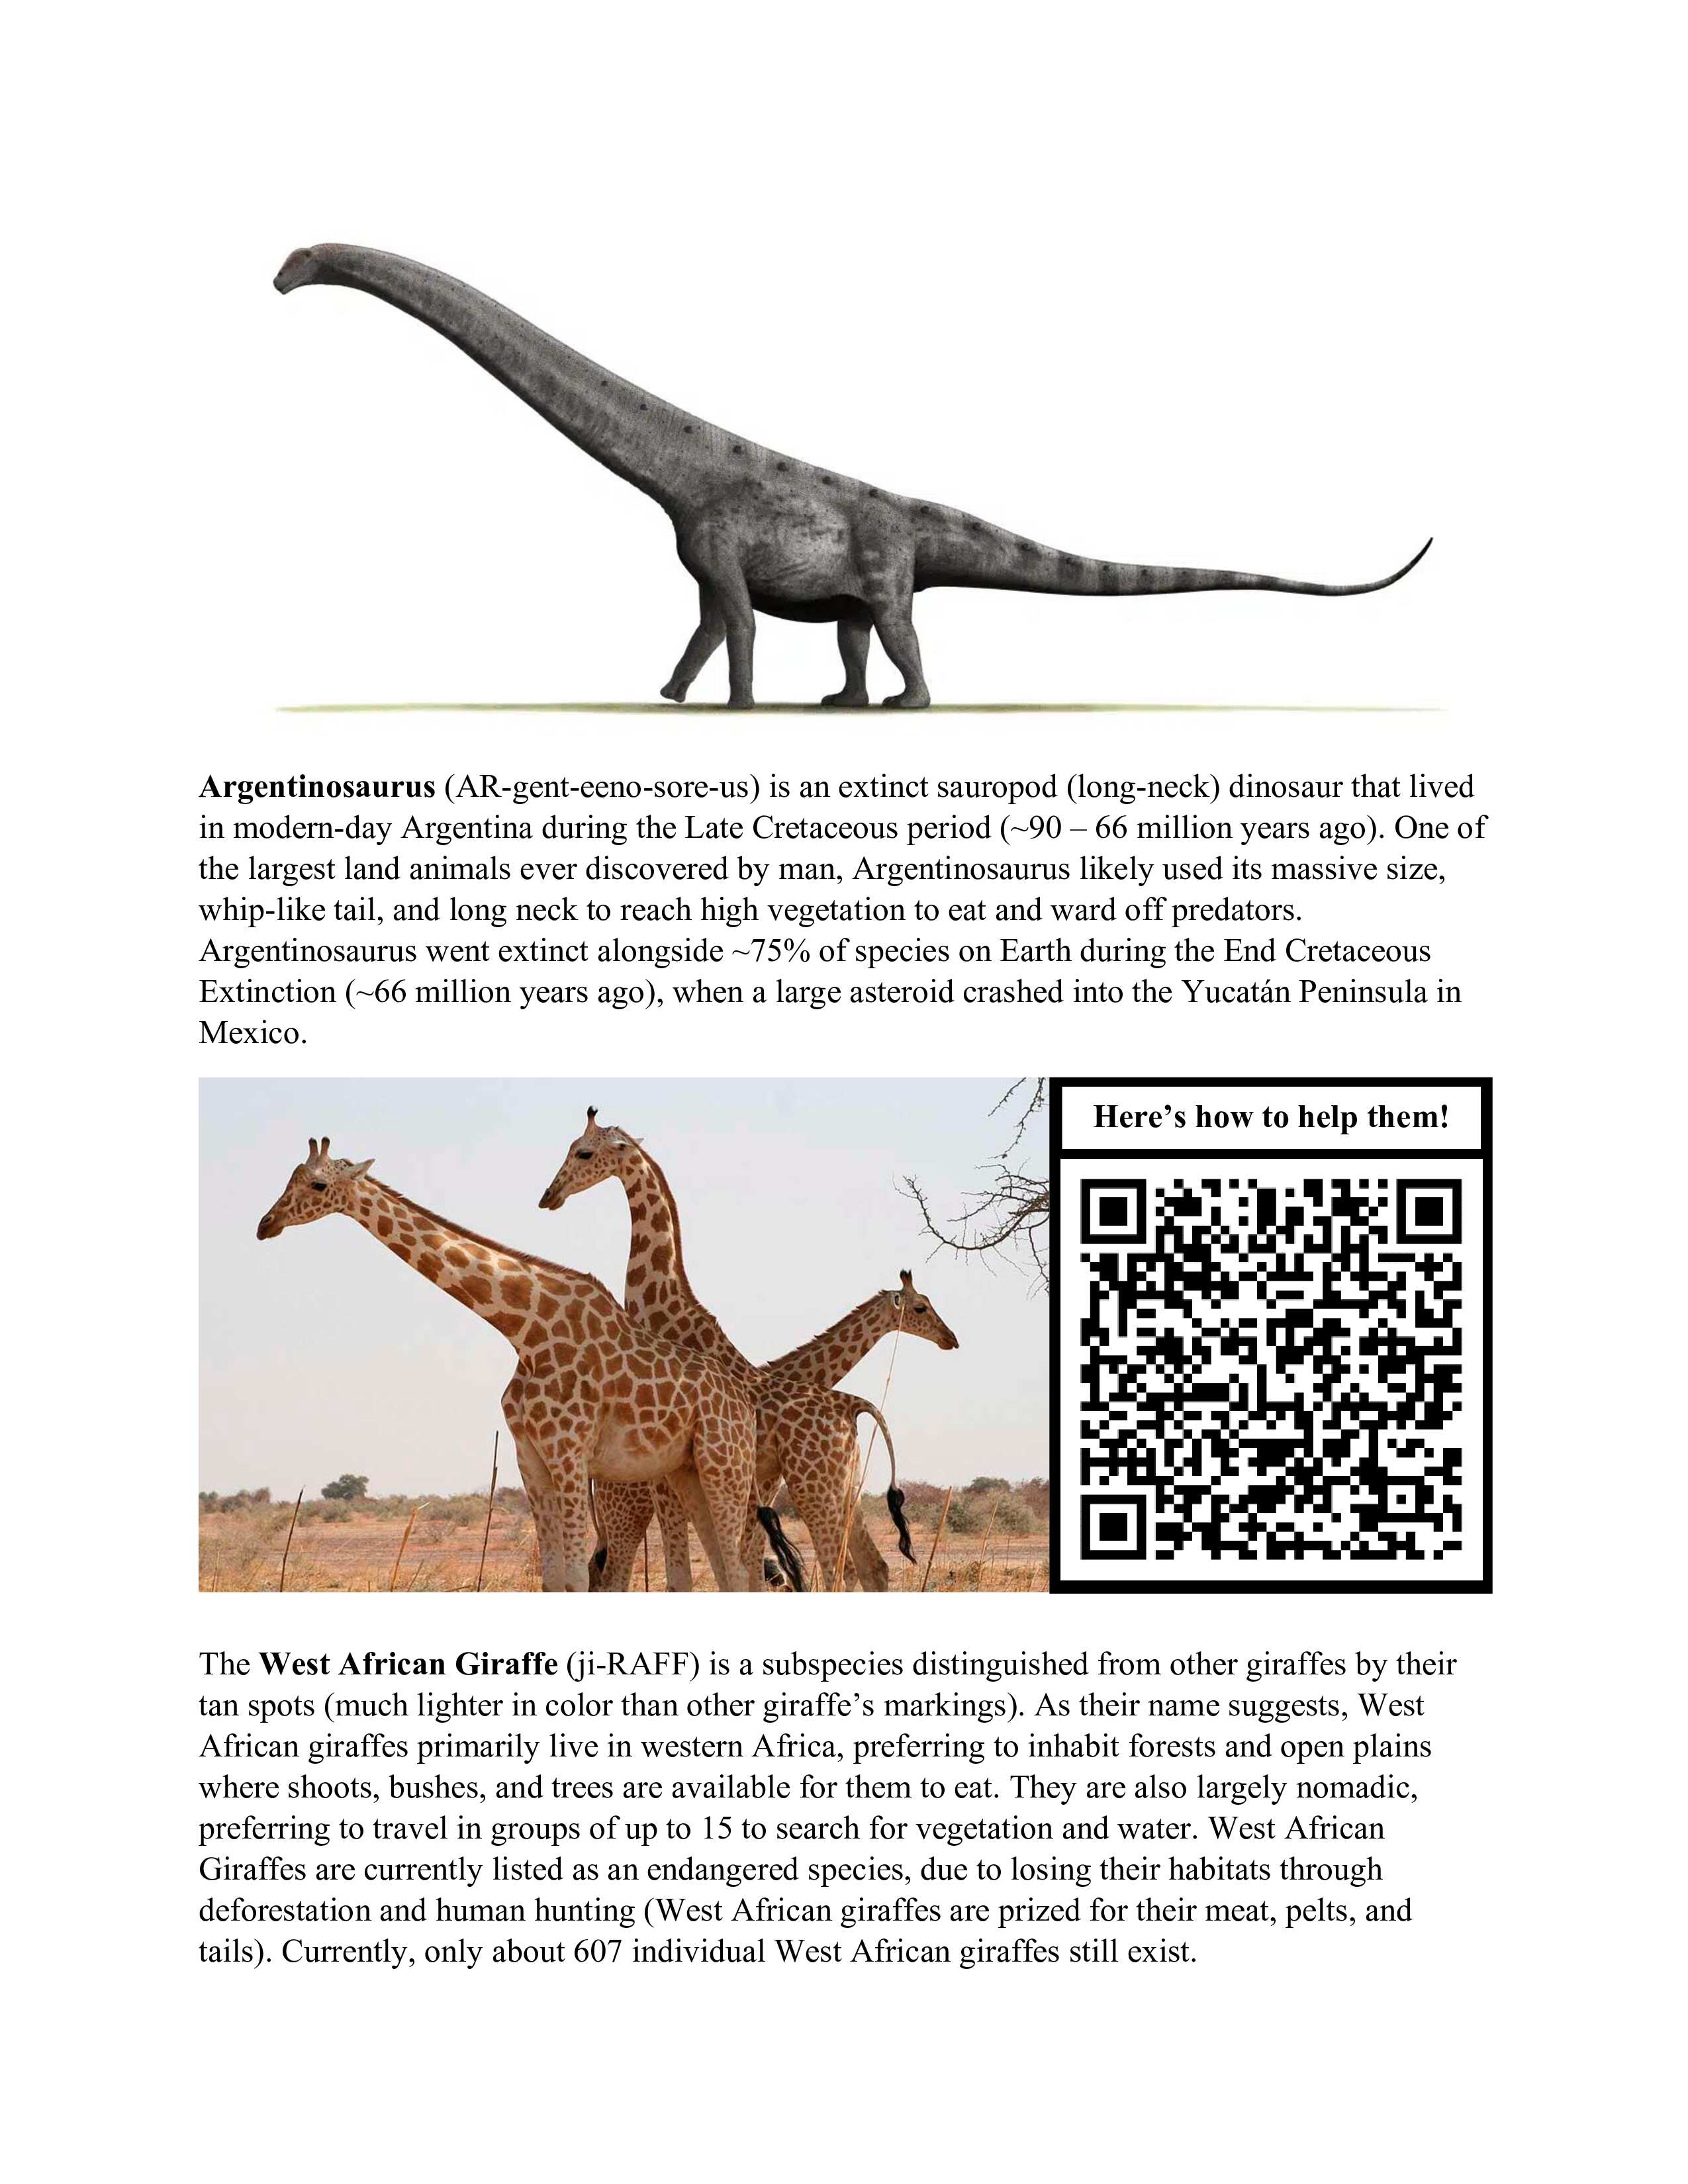 Argentinosaurus (AR-gent-eeno-sore-us) is an extinct sauropod (long-neck) dinosaur that lived
in modern-day Argentina during the Late Cretaceous period (~90 – 66 million years ago). One of
the largest land animals ever discovered by man, Argentinosaurus likely used its massive size,
whip-like tail, and long neck to reach high vegetation to eat and ward off predators.
Argentinosaurus went extinct alongside ~75% of species on Earth during the End Cretaceous
Extinction (~66 million years ago), when a large asteroid crashed into the Yucatán Peninsula in
Mexico.
Here’s how to help them!
The West African Giraffe (ji-RAFF) is a subspecies distinguished from other giraffes by their
tan spots (much lighter in color than other giraffe’s markings). As their name suggests, West
African giraffes primarily live in western Africa, preferring to inhabit forests and open plains
where shoots, bushes, and trees are available for them to eat. They are also largely nomadic,
preferring to travel in groups of up to 15 to search for vegetation and water. West African
Giraffes are currently listed as an endangered species, due to losing their habitats through
deforestation and human hunting (West African giraffes are prized for their meat, pelts, and
tails). Currently, only about 607 individual West African giraffes still exist.